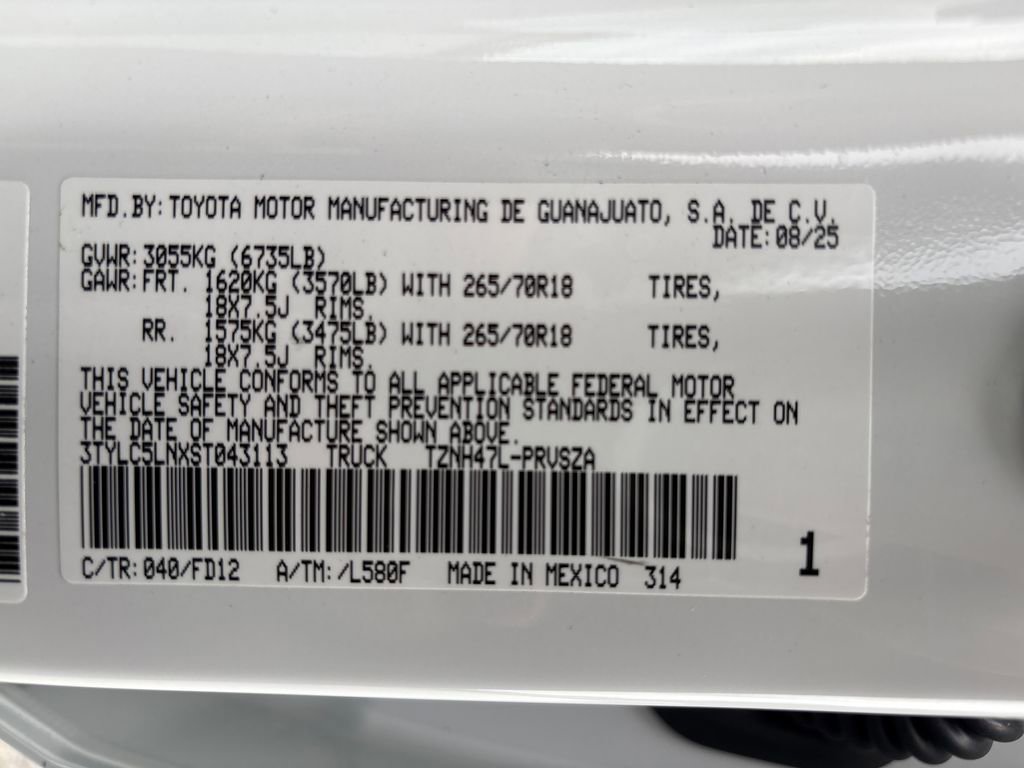 MFD.BY: TOYOTA MOTOR MANUFACTURING DE GUANAJUATO, S.A. DE C.V.
DATE: 08/25
GVWR: 3055KG (6735LB)
GAWR: FRT. 1620KG (3570LB) WITH 265/70R18 TIRES,
18X7.5J RIMS,
RR. 1575KG (3475LB) WITH 265/70R18 TIRES,
18X7.5J RIMS.
THIS VEHICLE CONFORMS TO ALL APPLICABLE FEDERAL MOTOR
VEHICLE SAFETY AND THEFT PREVENTION STANDARDS IN EFFECT ON
THE DATE OF MANUFACTURE SHOWN ABOVE.
3TYLC5LNXST043113 TRUCK TZNH47L-PRVSZA
C/TR: 040/FD12 A/TM: /L580F MADE IN MEXICO 314
1